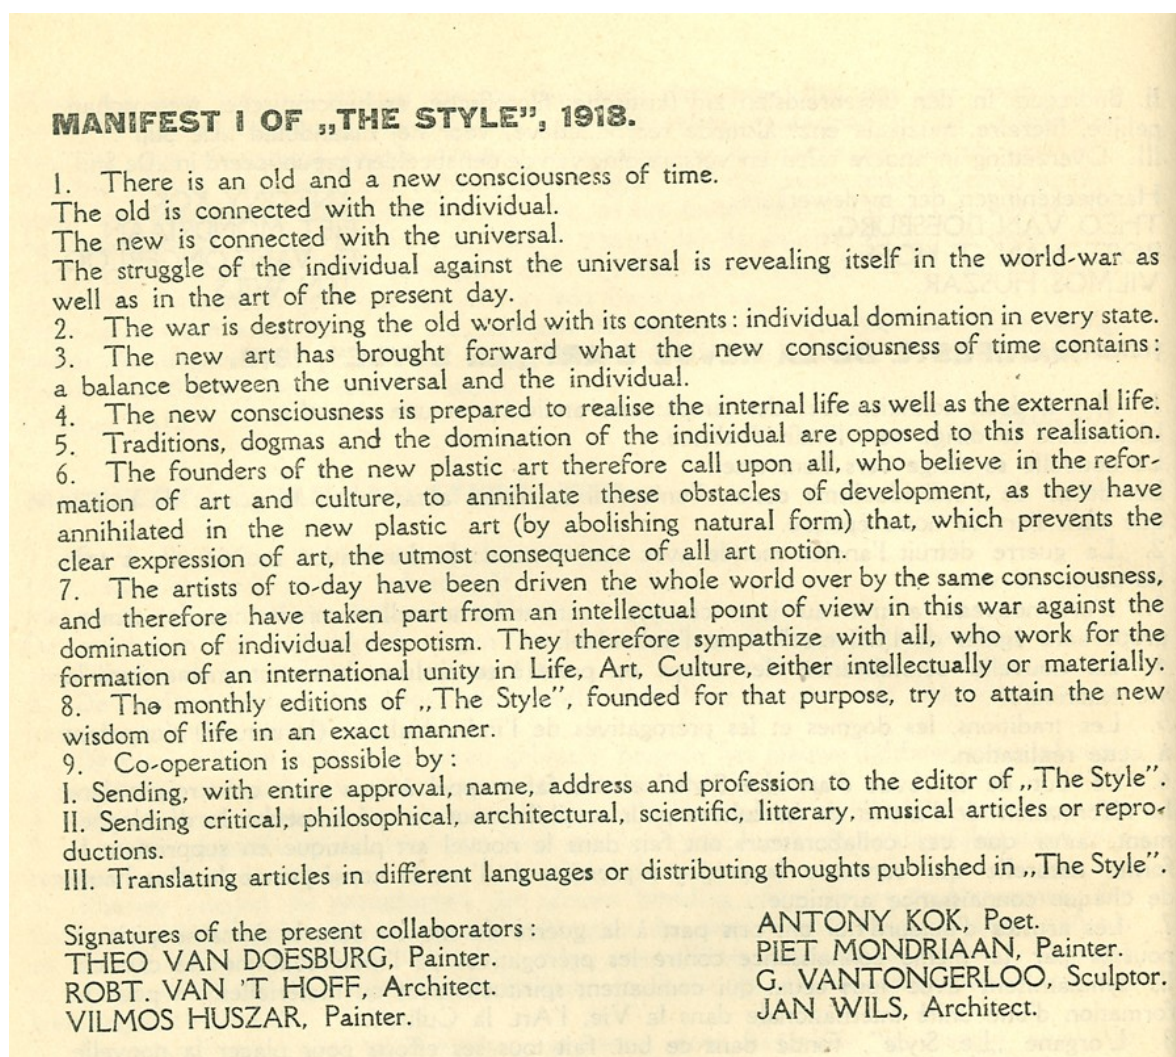 MANIFEST I OF „THE STYLE”, 1918.
1. There is an old and a new consciousness of time.
The old is connected with the individual.
The new is connected with the universal.
The struggle of the individual against the universal is revealing itself in the world-war as
well as in the art of the present day.
2. The war is destroying the old world with its contents: individual domination in every state.
3. The new art has brought forward what the new consciousness of time contains:
a balance between the universal and the individual.
4. The new consciousness is prepared to realise the internal life as well as the external life.
5. Traditions, dogmas and the domination of the individual are opposed to this realisation.
6. The founders of the new plastic art therefore call upon all, who believe in the refor-
mation of art and culture, to annihilate these obstacles of development, as they have
annihilated in the new plastic art (by abolishing natural form) that, which prevents the
clear expression of art, the utmost consequence of all art notion.
7. The artists of to-day have been driven the whole world over by the same consciousness,
and therefore have taken part from an intellectual point of view in this war against the
domination of individual despotism. They therefore sympathize with all, who work for the
formation of an international unity in Life, Art, Culture, either intellectually or materially.
8. The monthly editions of „The Style”, founded for that purpose, try to attain the new
wisdom of life in an exact manner.
9. Co-operation is possible by:
I. Sending, with entire approval, name, address and profession to the editor of „The Style”.
II. Sending critical, philosophical, architectural, scientific, litterary, musical articles or repro-
ductions.
III. Translating articles in different languages or distributing thoughts published in „The Style”.
Signatures of the present collaborators:
THEO VAN DOESBURG, Painter.
ROBT. VAN 'T HOFF, Architect.
VILMOS HUSZAR, Painter.
ANTONY KOK, Poet.
PIET MONDRIAAN, Painter.
G. VANTONGERLOO, Sculptor.
JAN WILS, Architect.